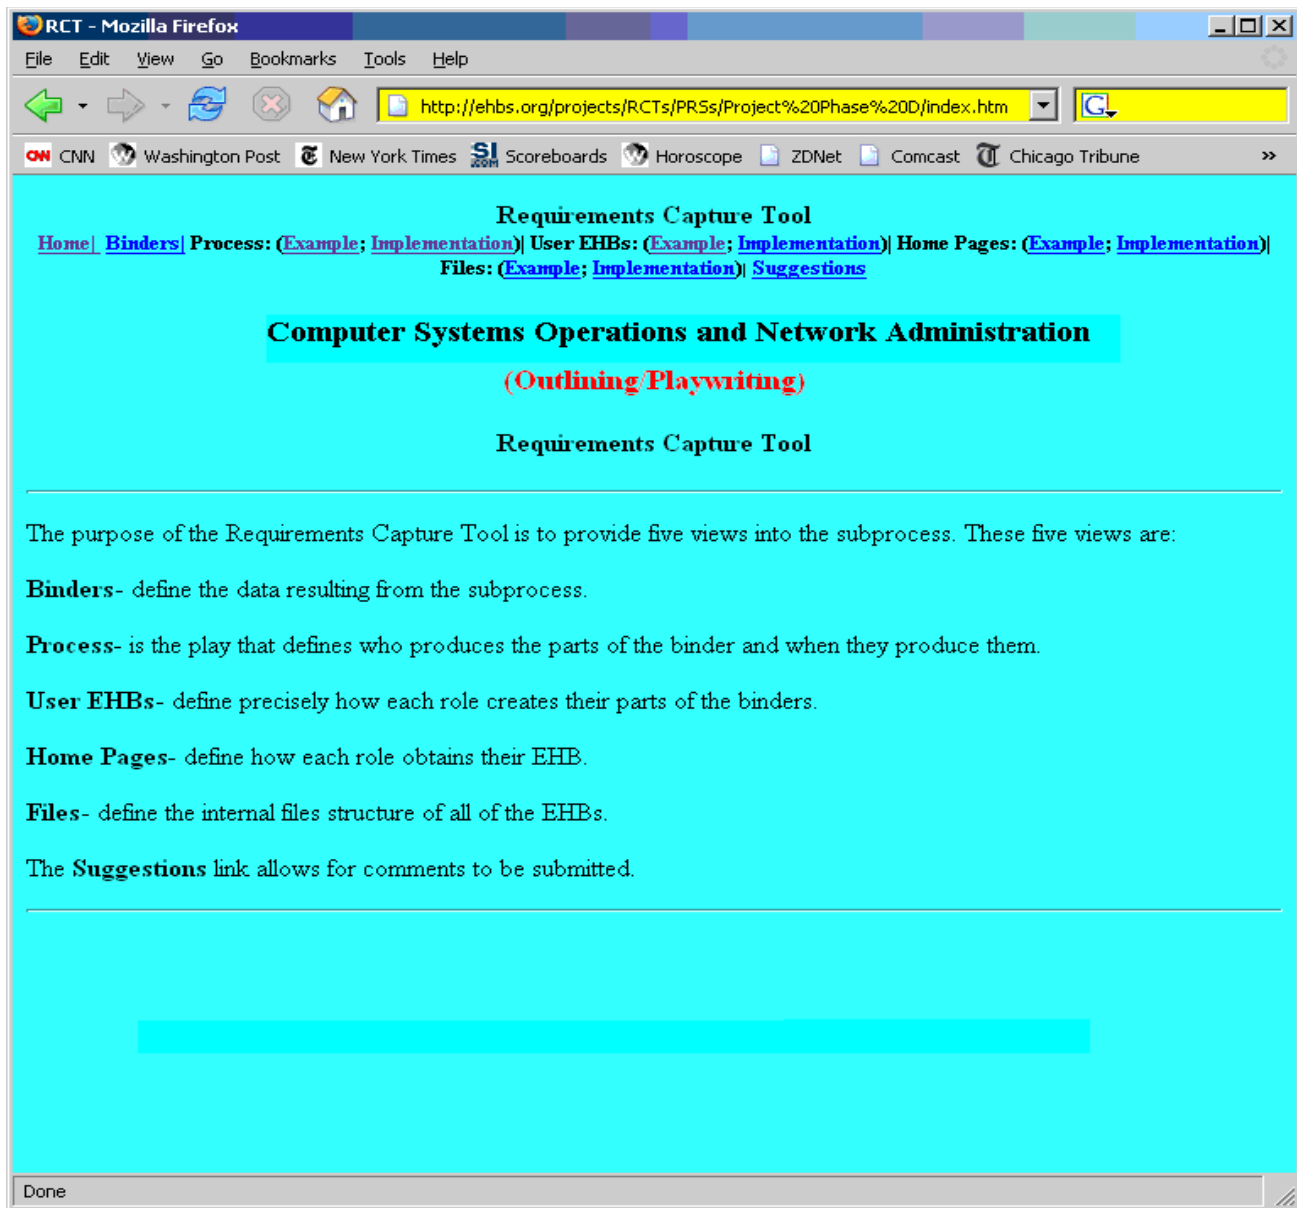 RCT - Mozilla Firefox
File Edit View Go Bookmarks Tools Help
http://ehbs.org/projects/RCTs/PRSs/Project%20Phase%20D/index.htm G
CNN CNN Washington Post New York Times SI.COM Scoreboards Horoscope ZDNet Comcast Chicago Tribune »
Requirements Capture Tool
Home| Binders| Process: (Example; Implementation)| User EHBs: (Example; Implementation)| Home Pages: (Example; Implementation)|
Files: (Example; Implementation)| Suggestions
Computer Systems Operations and Network Administration
(Outlining/Playwriting)
Requirements Capture Tool
The purpose of the Requirements Capture Tool is to provide five views into the subprocess. These five views are:
Binders- define the data resulting from the subprocess.
Process- is the play that defines who produces the parts of the binder and when they produce them.
User EHBs- define precisely how each role creates their parts of the binders.
Home Pages- define how each role obtains their EHB.
Files- define the internal files structure of all of the EHBs.
The Suggestions link allows for comments to be submitted.
Done